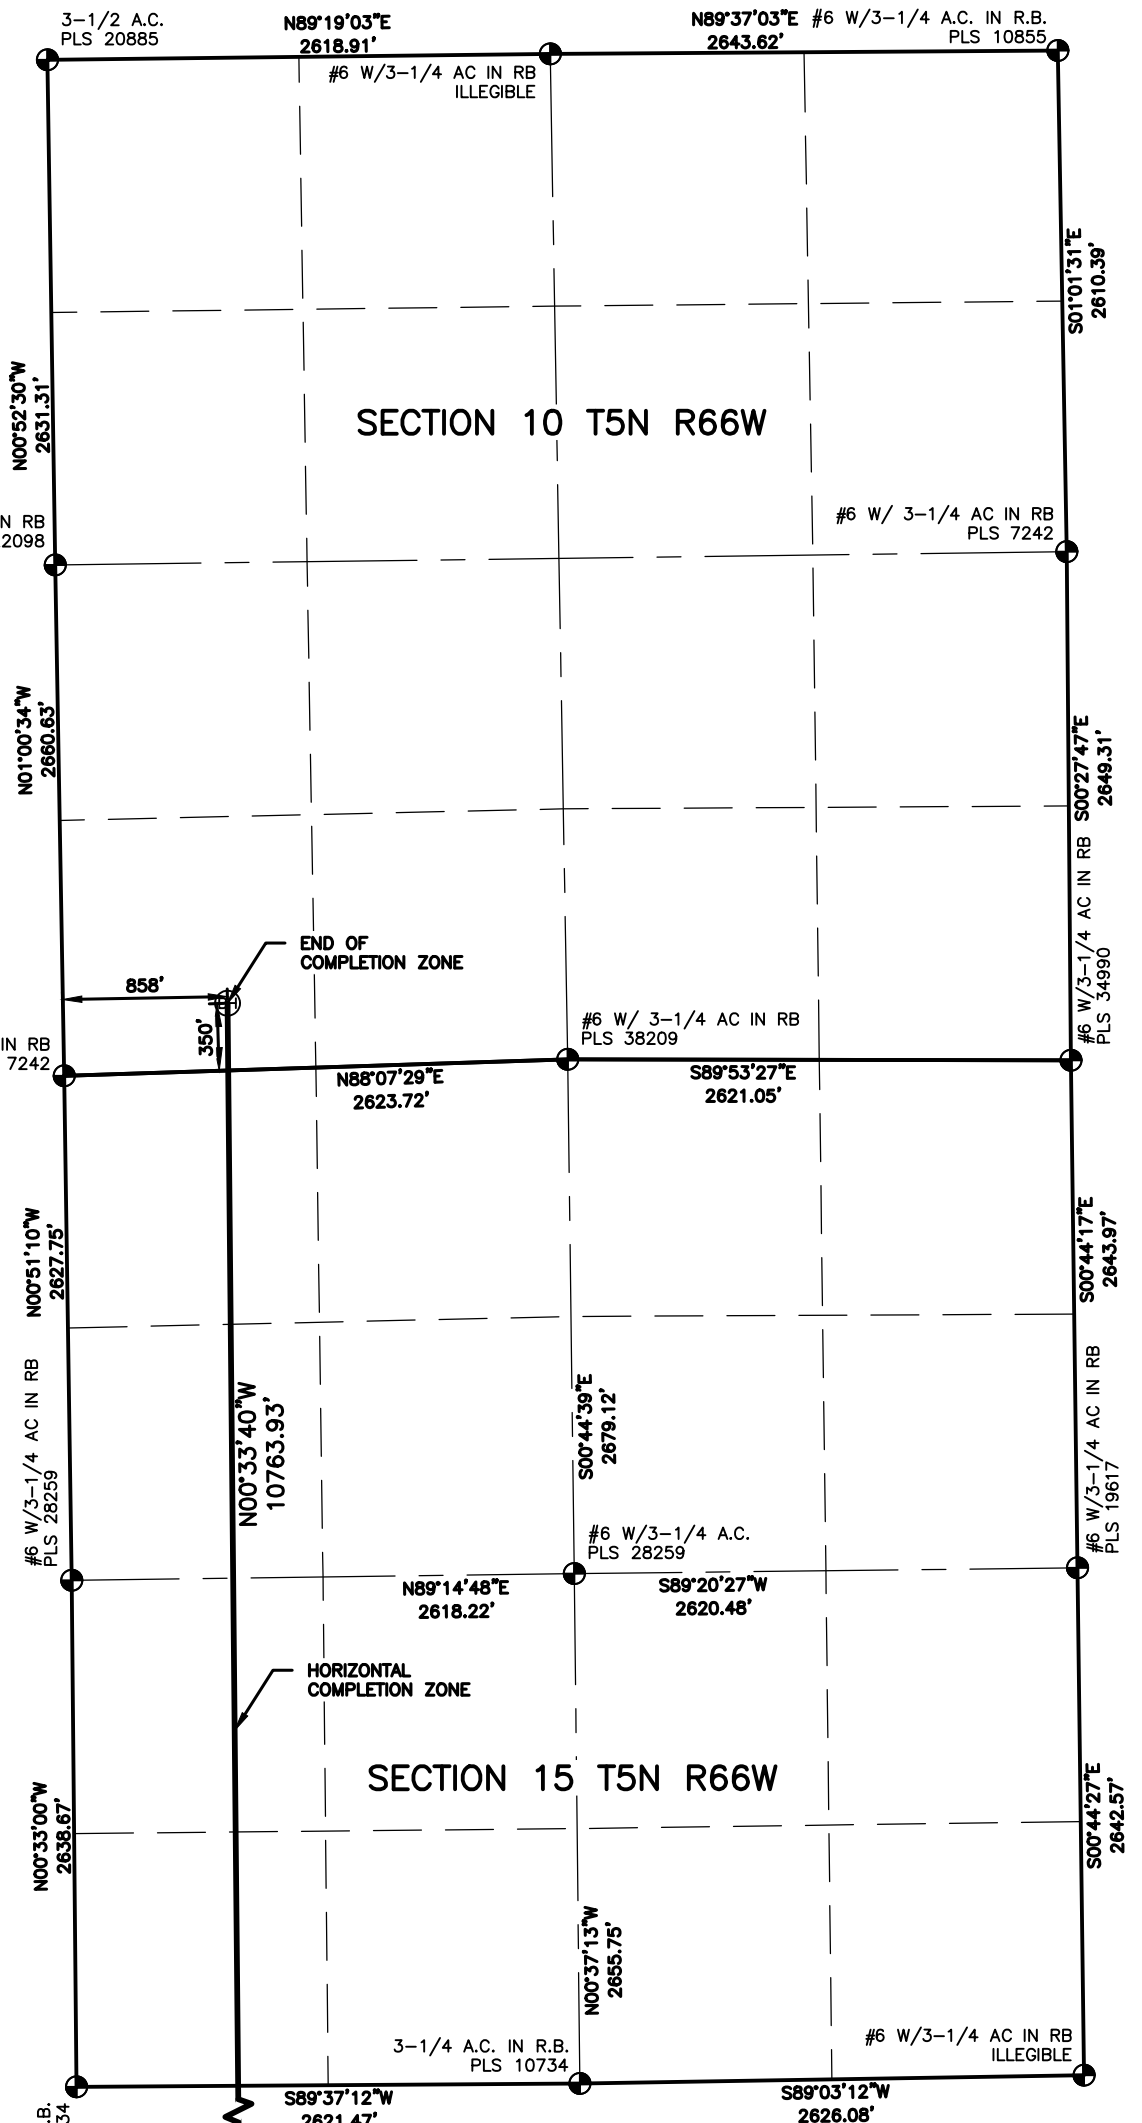 3-1/2 A.C.
PLS 20885
N89°19'03"E
2618.91'
N89°37'03"E
2643.62'
#6 W/3-1/4 A.C. IN R.B.
PLS 10855
#6 W/3-1/4 AC IN RB
ILLEGIBLE
S01°01'31"E
2610.39'
N00°52'30"W
2631.31'
SECTION 10 T5N R66W
N RB
2098
#6 W/ 3-1/4 AC IN RB
PLS 7242
N01°00'34"W
2660.63'
S00°27'47"E
2649.31'
#6 W/3-1/4 AC IN RB
PLS 34990
END OF
COMPLETION ZONE
858'
350'
IN RB
7242
#6 W/ 3-1/4 AC IN RB
PLS 38209
N88°07'29"E
2623.72'
S89°53'27"E
2621.05'
N00°51'10"W
2627.75'
S00°44'17"E
2643.97'
#6 W/3-1/4 AC IN RB
PLS 28259
N00°33'40"W
10763.93'
S00°44'39"E
2679.12'
#6 W/3-1/4 AC IN RB
PLS 19617
#6 W/3-1/4 A.C.
PLS 28259
N89°14'48"E
2618.22'
S89°20'27"W
2620.48'
HORIZONTAL
COMPLETION ZONE
SECTION 15 T5N R66W
N00°33'00"W
2638.67'
S00°44'27"E
2642.57'
N00°37'13"W
2655.75'
3-1/4 A.C. IN R.B.
PLS 10734
#6 W/3-1/4 AC IN RB
ILLEGIBLE
.B.
34
S89°37'12"W
2621.47'
S89°03'12"W
2626.08'